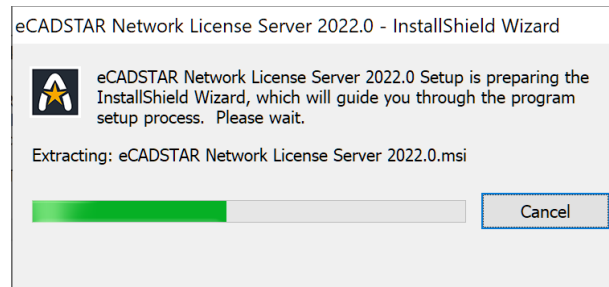 eCADSTAR Network License Server 2022.0 - InstallShield Wizard
eCADSTAR Network License Server 2022.0 Setup is preparing the
InstallShield Wizard, which will guide you through the program
setup process. Please wait.
Extracting: eCADSTAR Network License Server 2022.0.msi
Cancel